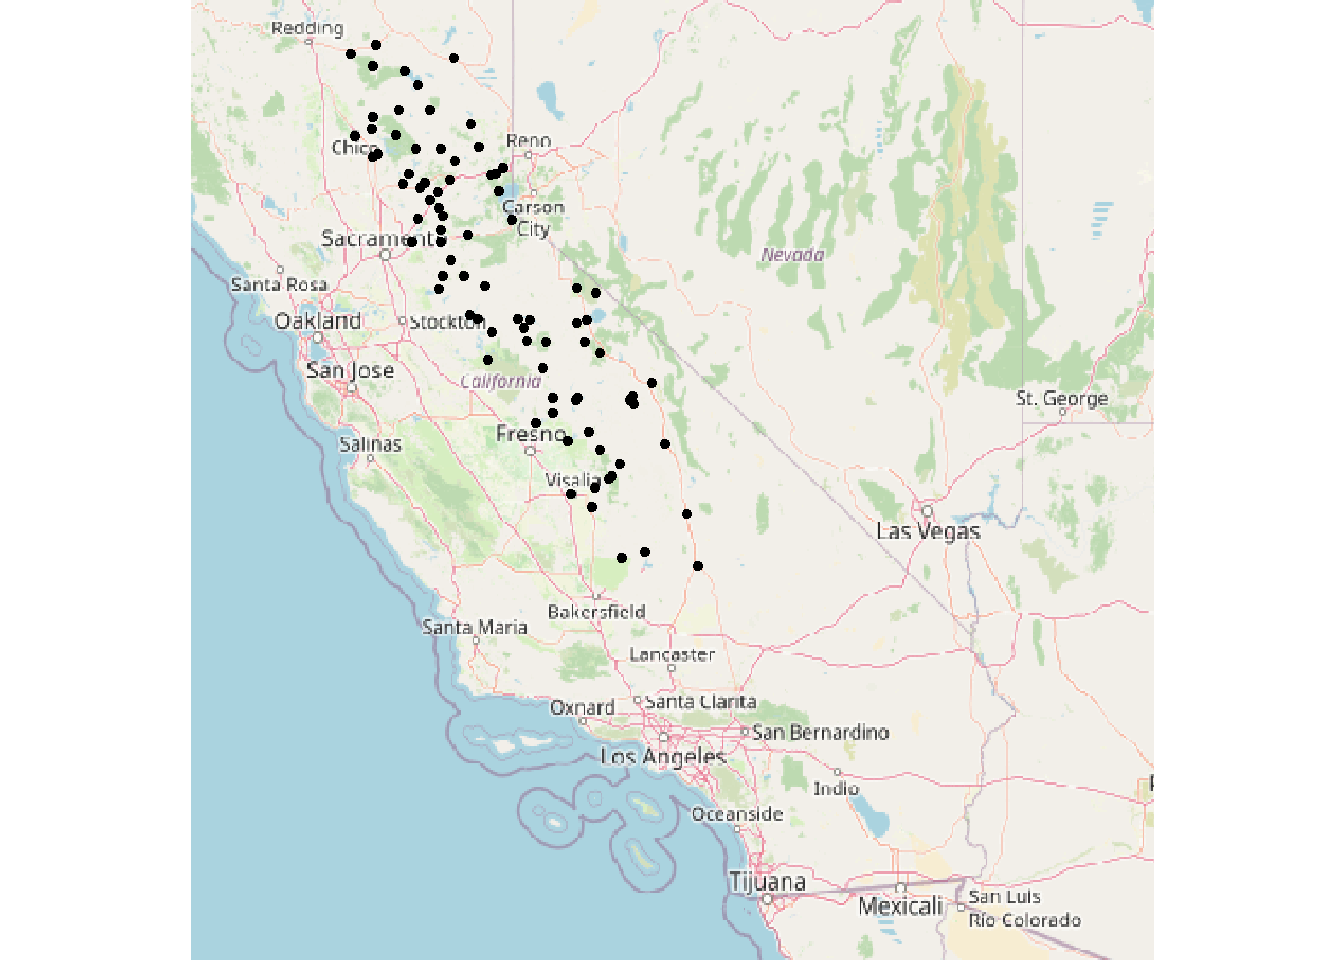 Redding
Reno
Chico
Carson
City
Sacramento
Nevada
Santa Rosa
Oakland
Stockton
San Jose
California
St. George
Fresno
Salinas
Visalia
Las Vegas
Bakersfield
Santa Maria
Lancaster
Santa Clarita
Oxnard
San Bernardino
Los Angeles
Indio
Oceanside
Tijuana
Mexicali
San Luis
Río Colorado